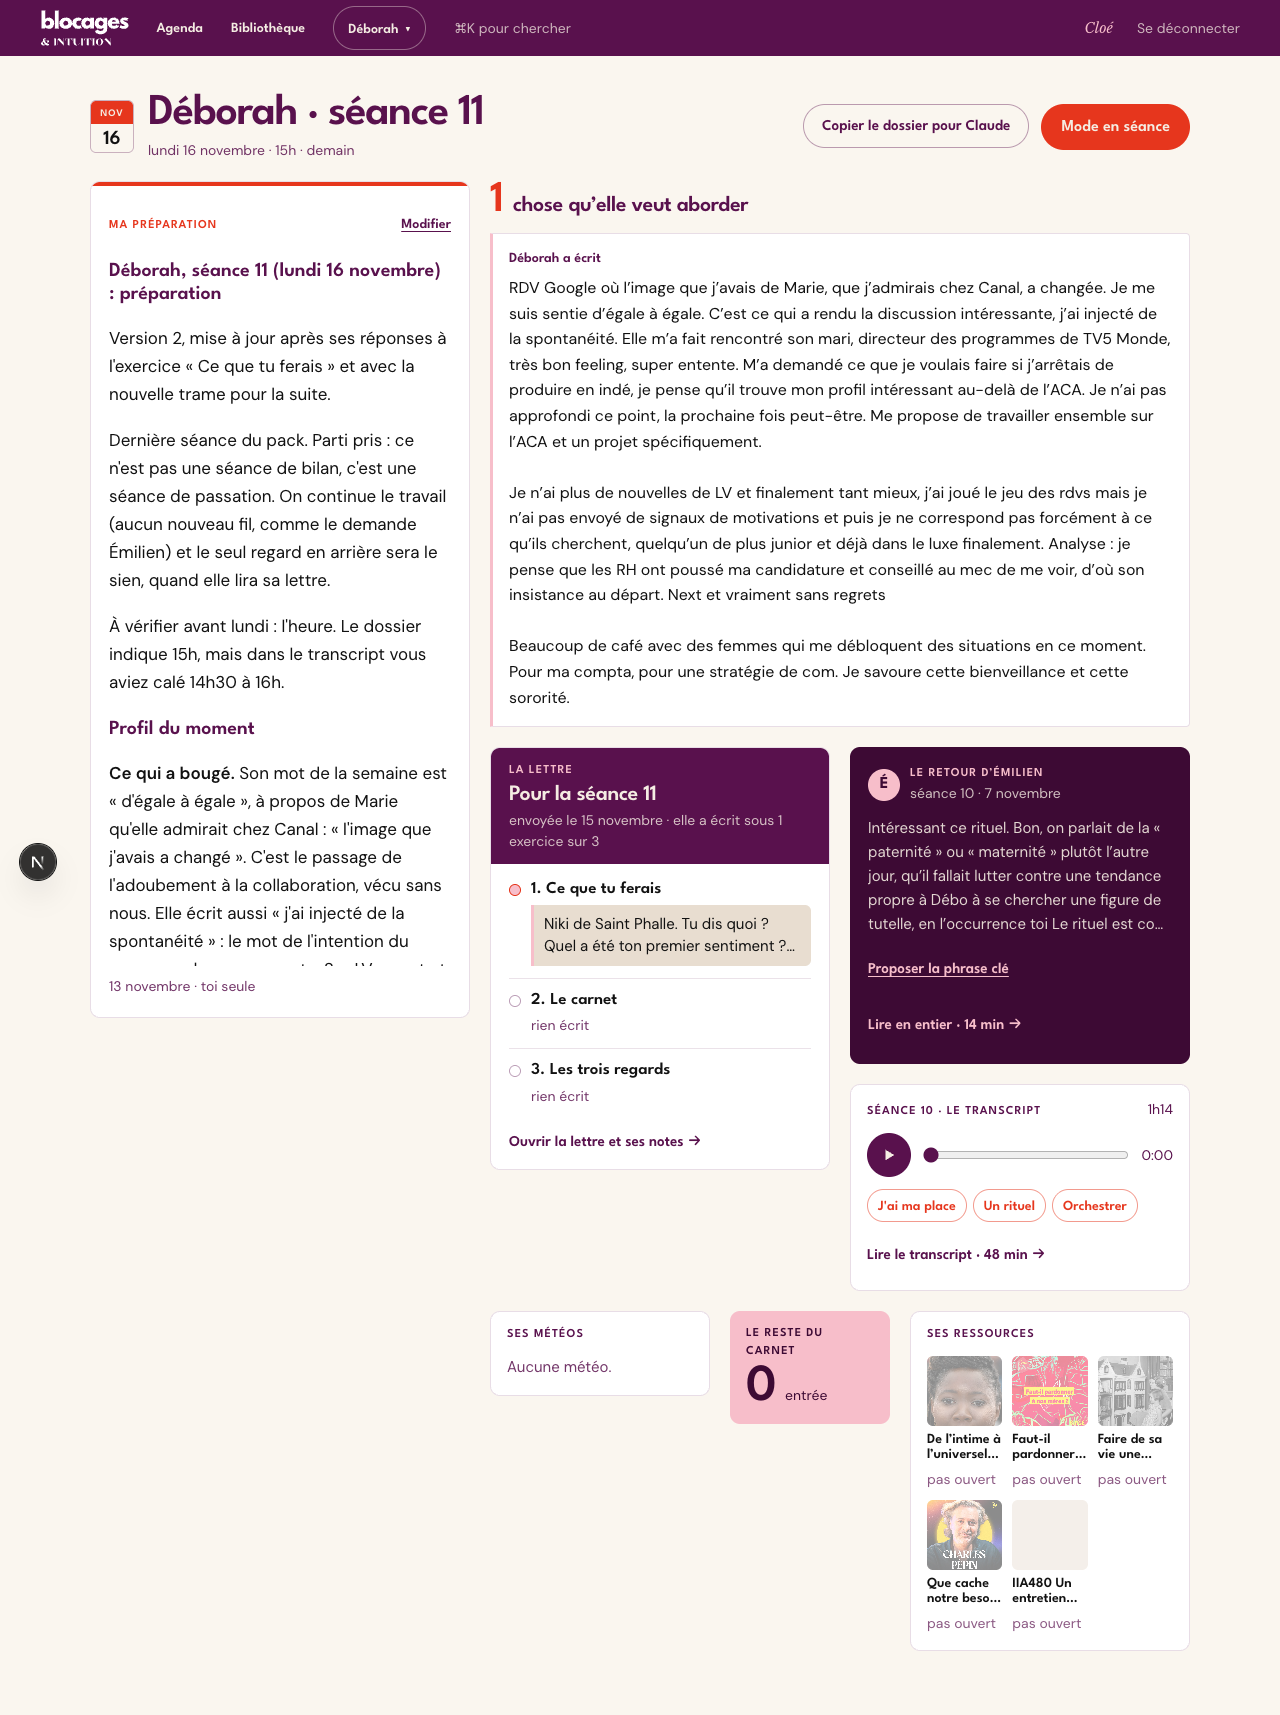 blocages
& INTUITION
Agenda
Bibliothèque
Déborah ▾
⌘K pour chercher
Cloé
Se déconnecter
NOV
16
Déborah · séance 11
lundi 16 novembre · 15h · demain
Copier le dossier pour Claude
Mode en séance
MA PRÉPARATION
Modifier
Déborah, séance 11 (lundi 16 novembre)
: préparation
Version 2, mise à jour après ses réponses à
l'exercice « Ce que tu ferais » et avec la
nouvelle trame pour la suite.
Dernière séance du pack. Parti pris : ce
n'est pas une séance de bilan, c'est une
séance de passation. On continue le travail
(aucun nouveau fil, comme le demande
Émilien) et le seul regard en arrière sera le
sien, quand elle lira sa lettre.
À vérifier avant lundi : l'heure. Le dossier
indique 15h, mais dans le transcript vous
aviez calé 14h30 à 16h.
Profil du moment
Ce qui a bougé. Son mot de la semaine est
« d'égale à égale », à propos de Marie
qu'elle admirait chez Canal : « l'image que
j'avais a changé ». C'est le passage de
l'adoubement à la collaboration, vécu sans
nous. Elle écrit aussi « j'ai injecté de la
spontanéité » : le mot de l'intention du
13 novembre · toi seule
1 chose qu’elle veut aborder
Déborah a écrit
RDV Google où l’image que j’avais de Marie, que j’admirais chez Canal, a changée. Je me
suis sentie d’égale à égale. C’est ce qui a rendu la discussion intéressante, j’ai injecté de
la spontanéité. Elle m’a fait rencontré son mari, directeur des programmes de TV5 Monde,
très bon feeling, super entente. M’a demandé ce que je voulais faire si j’arrêtais de
produire en indé, je pense qu’il trouve mon profil intéressant au-delà de l’ACA. Je n’ai pas
approfondi ce point, la prochaine fois peut-être. Me propose de travailler ensemble sur
l’ACA et un projet spécifiquement.
Je n’ai plus de nouvelles de LV et finalement tant mieux, j’ai joué le jeu des rdvs mais je
n’ai pas envoyé de signaux de motivations et puis je ne correspond pas forcément à ce
qu’ils cherchent, quelqu’un de plus junior et déjà dans le luxe finalement. Analyse : je
pense que les RH ont poussé ma candidature et conseillé au mec de me voir, d’où son
insistance au départ. Next et vraiment sans regrets
Beaucoup de café avec des femmes qui me débloquent des situations en ce moment.
Pour ma compta, pour une stratégie de com. Je savoure cette bienveillance et cette
sororité.
LA LETTRE
Pour la séance 11
envoyée le 15 novembre · elle a écrit sous 1
exercice sur 3
1. Ce que tu ferais
Niki de Saint Phalle. Tu dis quoi ?
Quel a été ton premier sentiment ?…
2. Le carnet
rien écrit
3. Les trois regards
rien écrit
Ouvrir la lettre et ses notes →
É
LE RETOUR D’ÉMILIEN
séance 10 · 7 novembre
Intéressant ce rituel. Bon, on parlait de la «
paternité » ou « maternité » plutôt l’autre
jour, qu’il fallait lutter contre une tendance
propre à Débo à se chercher une figure de
tutelle, en l’occurrence toi Le rituel est co…
Proposer la phrase clé
Lire en entier · 14 min →
SÉANCE 10 · LE TRANSCRIPT
1h14
0:00
J'ai ma place
Un rituel
Orchestrer
Lire le transcript · 48 min →
SES MÉTÉOS
Aucune météo.
LE RESTE DU
CARNET
0 entrée
SES RESSOURCES
Faut-il pardonner
à nos mères ?
De l’intime à
l’universel…
pas ouvert
Faut-il
pardonner…
pas ouvert
Faire de sa
vie une…
pas ouvert
CHARLES
PÉPIN
Que cache
notre beso…
pas ouvert
IIA480 Un
entretien…
pas ouvert